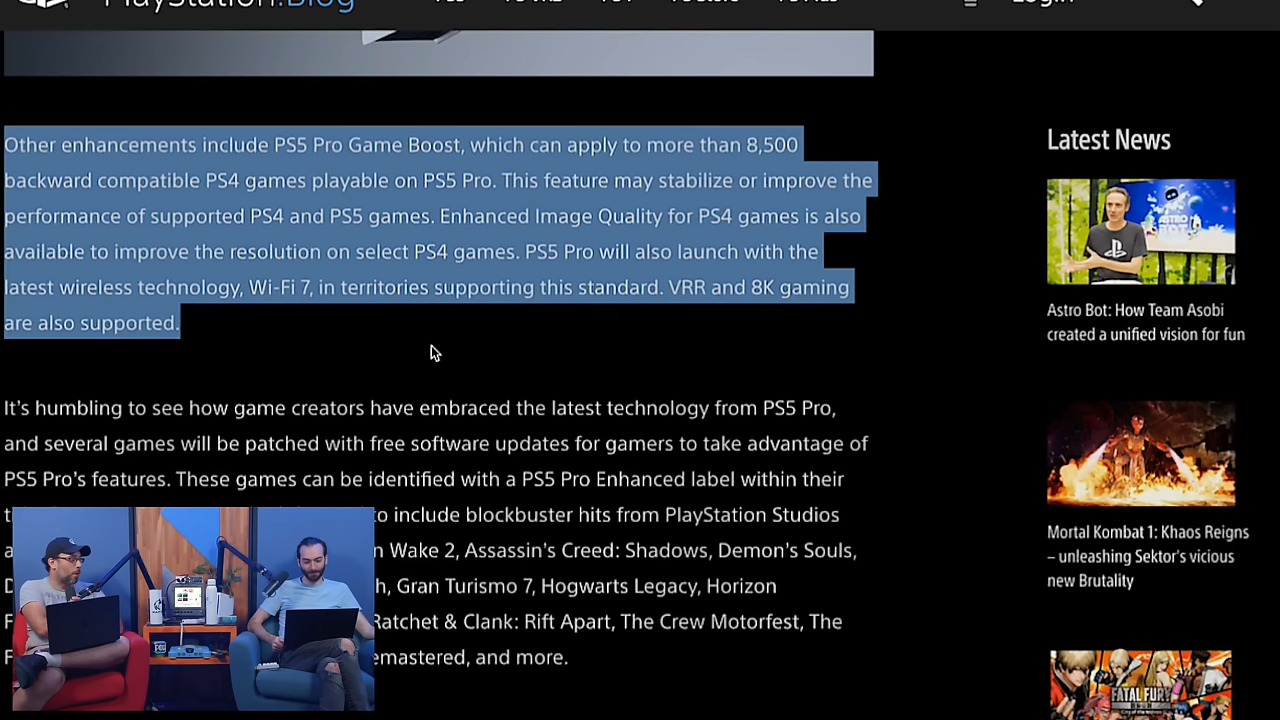 PlayStation.Blog
Login
Other enhancements include PS5 Pro Game Boost, which can apply to more than 8,500
backward compatible PS4 games playable on PS5 Pro. This feature may stabilize or improve the
performance of supported PS4 and PS5 games. Enhanced Image Quality for PS4 games is also
available to improve the resolution on select PS4 games. PS5 Pro will also launch with the
latest wireless technology, Wi-Fi 7, in territories supporting this standard. VRR and 8K gaming
are also supported.
It’s humbling to see how game creators have embraced the latest technology from PS5 Pro,
and several games will be patched with free software updates for gamers to take advantage of
PS5 Pro’s features. These games can be identified with a PS5 Pro Enhanced label within their
to include blockbuster hits from PlayStation Studios
Wake 2, Assassin’s Creed: Shadows, Demon’s Souls,
Gran Turismo 7, Hogwarts Legacy, Horizon
Ratchet & Clank: Rift Apart, The Crew Motorfest, The
and more.
Latest News
Astro Bot: How Team Asobi
created a unified vision for fun
Mortal Kombat 1: Khaos Reigns
– unleashing Sektor’s vicious
new Brutality
FATAL FURY